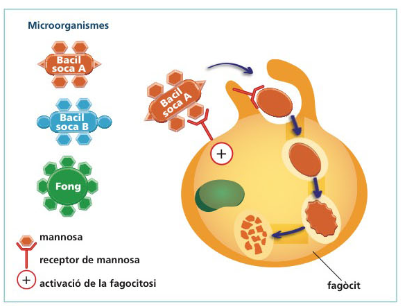 Microorganismes
Bacil
soca A
Bacil
soca A
Bacil
soca B
+
Fong
mannosa
receptor de mannosa
+ activació de la fagocitosi
fagòcit